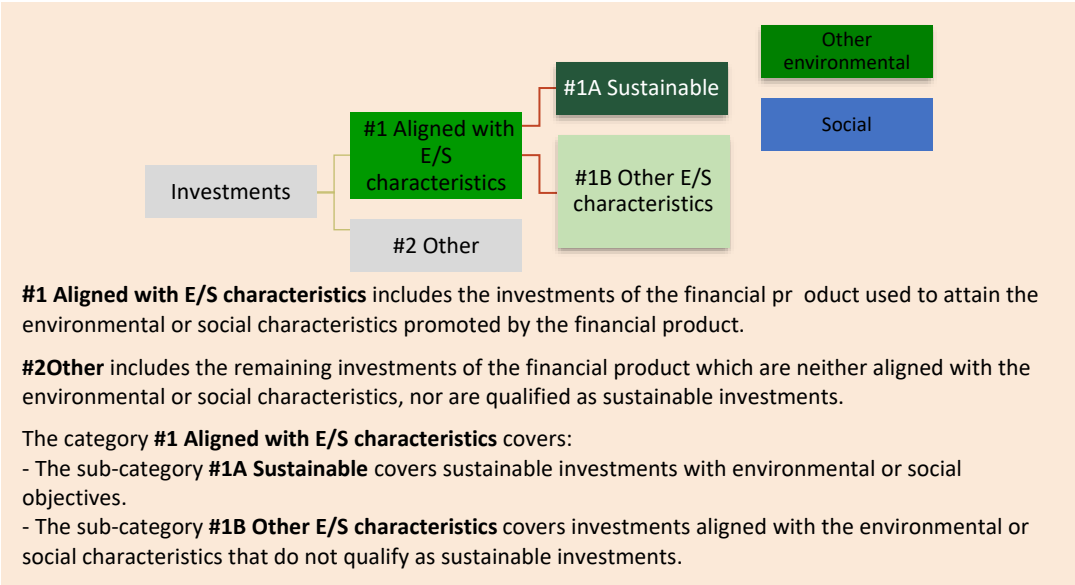 Other
environmental
#1A Sustainable
Social
#1 Aligned with
E/S
characteristics
#1B Other E/S
characteristics
Investments
#2 Other
#1 Aligned with E/S characteristics includes the investments of the financial pr oduct used to attain the
environmental or social characteristics promoted by the financial product.
#2Other includes the remaining investments of the financial product which are neither aligned with the
environmental or social characteristics, nor are qualified as sustainable investments.
The category #1 Aligned with E/S characteristics covers:
- The sub-category #1A Sustainable covers sustainable investments with environmental or social
objectives.
- The sub-category #1B Other E/S characteristics covers investments aligned with the environmental or
social characteristics that do not qualify as sustainable investments.